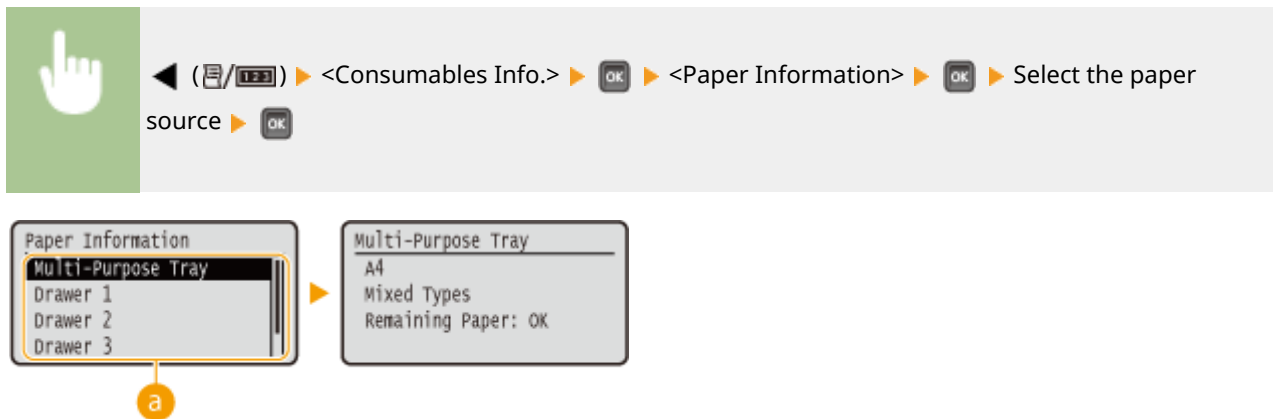 ◀ (/123) ▶ <Consumables Info.> ▶ OK ▶ <Paper Information> ▶ OK ▶ Select the paper
source ▶ OK
Paper Information
Multi-Purpose Tray
Drawer 1
Drawer 2
Drawer 3
a
Multi-Purpose Tray
A4
Mixed Types
Remaining Paper: OK